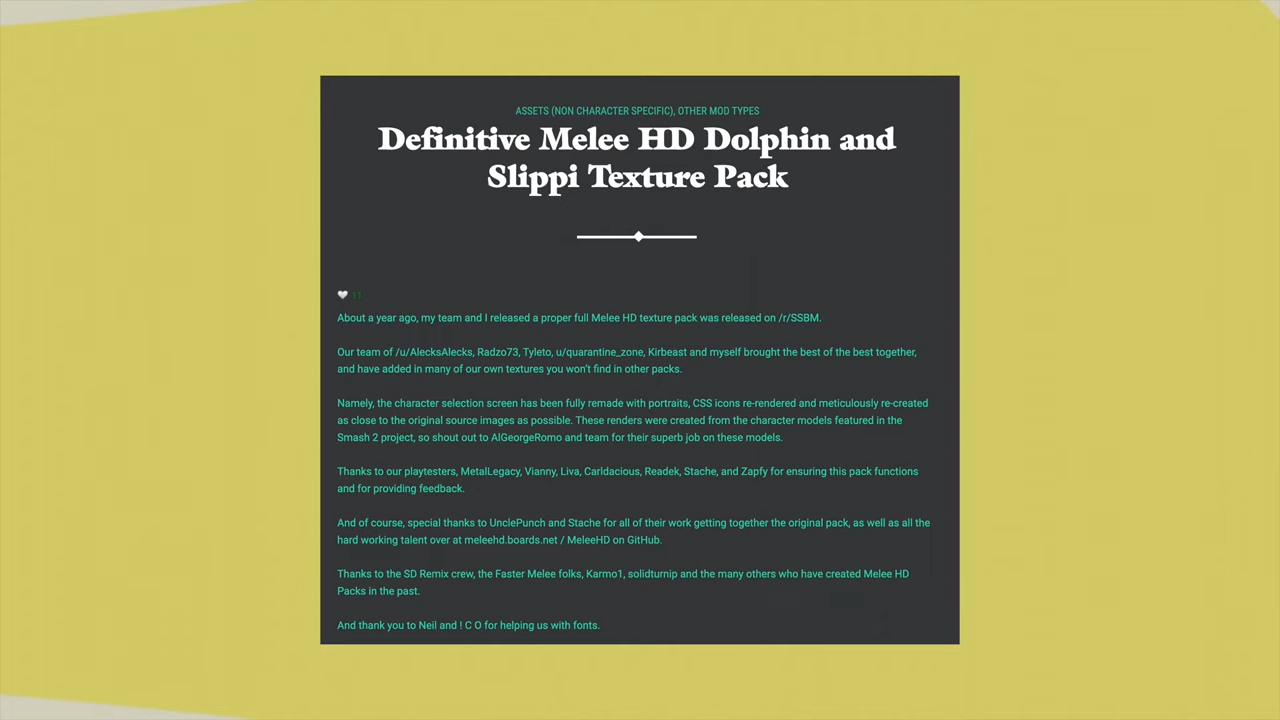 ASSETS (NON CHARACTER SPECIFIC), OTHER MOD TYPES
Definitive Melee HD Dolphin and
Slippi Texture Pack
11
About a year ago, my team and I released a proper full Melee HD texture pack was released on /r/SSBM.
Our team of /u/AlecksAlecks, Radzo73, Tyleto, u/quarantine_zone, Kirbeast and myself brought the best of the best together,
and have added in many of our own textures you won't find in other packs.
Namely, the character selection screen has been fully remade with portraits, CSS icons re-rendered and meticulously re-created
as close to the original source images as possible. These renders were created from the character models featured in the
Smash 2 project, so shout out to AlGeorgeRomo and team for their superb job on these models.
Thanks to our playtesters, MetalLegacy, Vianny, Liva, Carldacious, Readek, Stache, and Zapfy for ensuring this pack functions
and for providing feedback.
And of course, special thanks to UnclePunch and Stache for all of their work getting together the original pack, as well as all the
hard working talent over at meleehd.boards.net / MeleeHD on GitHub.
Thanks to the SD Remix crew, the Faster Melee folks, Karmo1, solidturnip and the many others who have created Melee HD
Packs in the past.
And thank you to Neil and ! C O for helping us with fonts.